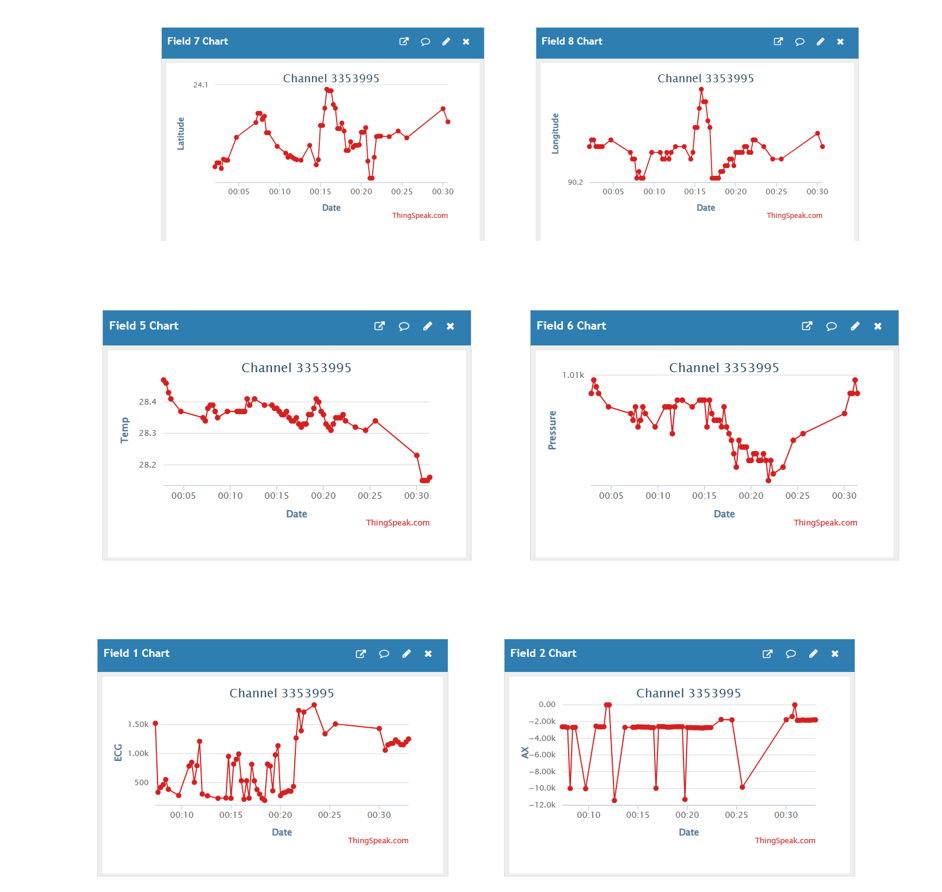 Field 7 Chart
Channel 3353995
24.1
Latitude
00:05 00:10 00:15 00:20 00:25 00:30
Date
ThingSpeak.com
Field 8 Chart
Channel 3353995
Longitude
90.2
00:05 00:10 00:15 00:20 00:25 00:30
Date
ThingSpeak.com
Field 5 Chart
Channel 3353995
Temp
28.4
28.3
28.2
00:05 00:10 00:15 00:20 00:25 00:30
Date
ThingSpeak.com
Field 6 Chart
Channel 3353995
1.01k
Pressure
00:05 00:10 00:15 00:20 00:25 00:30
Date
ThingSpeak.com
Field 1 Chart
Channel 3353995
ECG
1.50k
1.00k
500
00:10 00:15 00:20 00:25 00:30
Date
ThingSpeak.com
Field 2 Chart
Channel 3353995
AX
0.00
−2.00k
−4.00k
−6.00k
−8.00k
−10.0k
−12.0k
00:10 00:15 00:20 00:25 00:30
Date
ThingSpeak.com